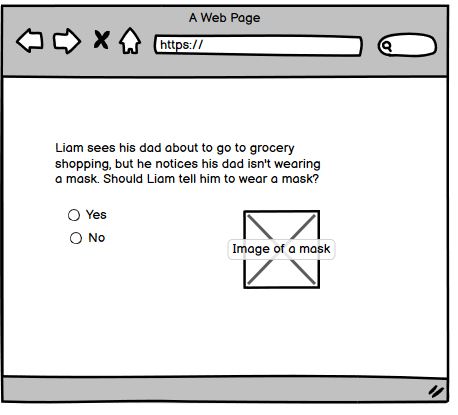 A Web Page
https://
Liam sees his dad about to go to grocery
shopping, but he notices his dad isn't wearing
a mask. Should Liam tell him to wear a mask?
Yes
No
Image of a mask